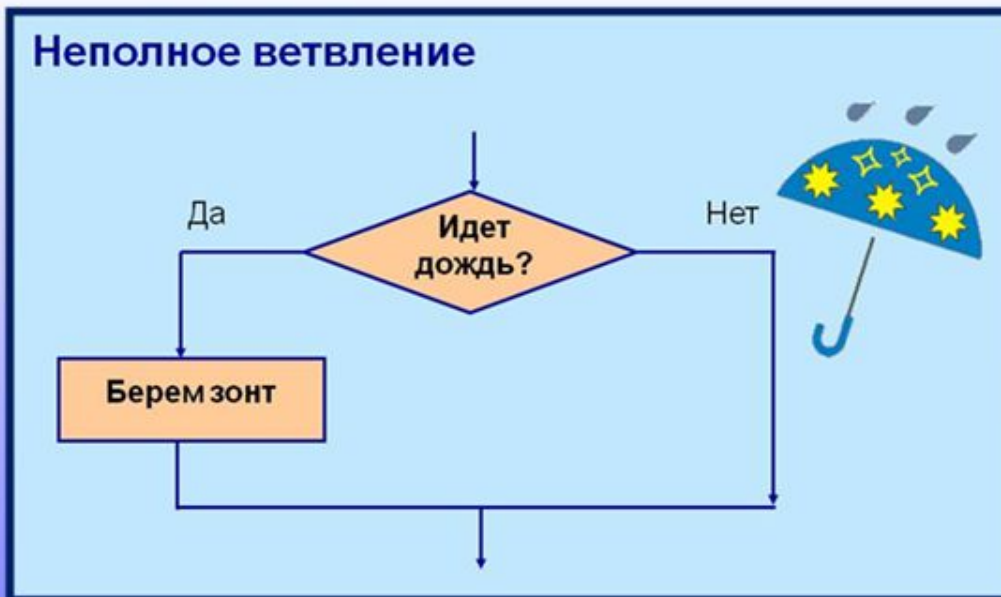 Неполное ветвление
Да
Идет
дождь?
Нет
Берем зонт